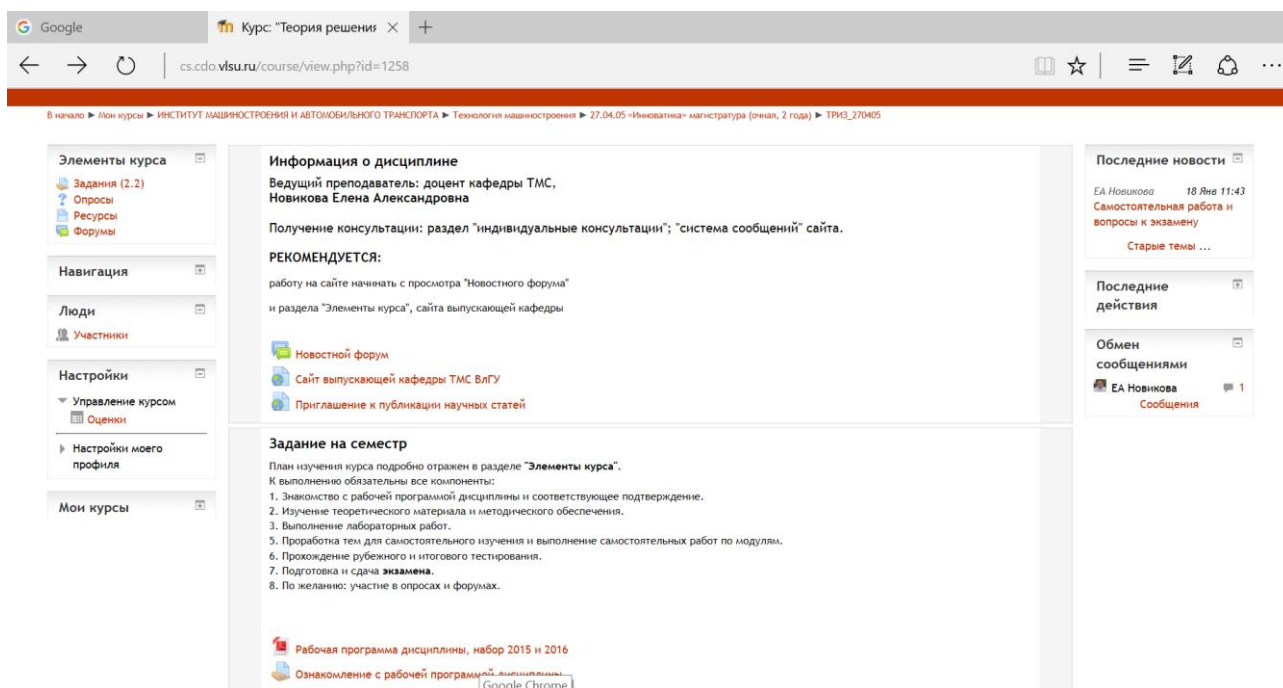 Google
Курс: "Теория решения
cs.cdo.vlsu.ru/course/view.php?id=1258
В начало ► Мои курсы ► ИНСТИТУТ МАШИНОСТРОЕНИЯ И АВТОМОБИЛЬНОГО ТРАНСПОРТА ► Технология машиностроения ► 27.04.05 «Инноватика» магистратура (очная, 2 года) ► ТРИЗ_270405
Элементы курса
Задания (2.2)
Опросы
Ресурсы
Форумы
Навигация
Люди
Участники
Настройки
Управление курсом
Оценки
Настройки моего
профиля
Мои курсы
Информация о дисциплине
Ведущий преподаватель: доцент кафедры ТМС,
Новикова Елена Александровна
Получение консультации: раздел "индивидуальные консультации"; "система сообщений" сайта.
РЕКОМЕНДУЕТСЯ:
работу на сайте начинать с просмотра "Новостного форума"
и раздела "Элементы курса", сайта выпускающей кафедры
Новостной форум
Сайт выпускающей кафедры ТМС ВлГУ
Приглашение к публикации научных статей
Задание на семестр
План изучения курса подробно отражен в разделе "Элементы курса".
К выполнению обязательны все компоненты:
1. Знакомство с рабочей программой дисциплины и соответствующее подтверждение.
2. Изучение теоретического материала и методического обеспечения.
3. Выполнение лабораторных работ.
5. Проработка тем для самостоятельного изучения и выполнение самостоятельных работ по модулям.
6. Прохождение рубежного и итогового тестирования.
7. Подготовка и сдача экзамена.
8. По желанию: участие в опросах и форумах.
Рабочая программа дисциплины, набор 2015 и 2016
Ознакомление с рабочей программой дисциплины
Google Chrome
Последние новости
ЕА Новикова 18 Янв 11:43
Самостоятельная работа и
вопросы к экзамену
Старые темы ...
Последние
действия
Обмен
сообщениями
ЕА Новикова 1
Сообщения